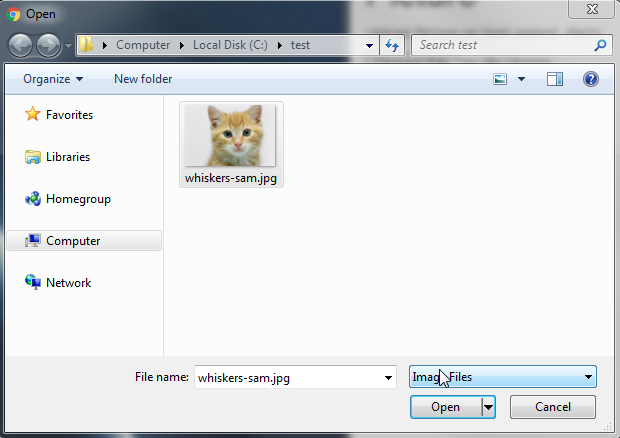 Open
Computer Local Disk (C:) test
Search test
Organize
New folder
Favorites
Libraries
Homegroup
Computer
Network
whiskers-sam.jpg
File name: whiskers-sam.jpg
Image Files
Open
Cancel